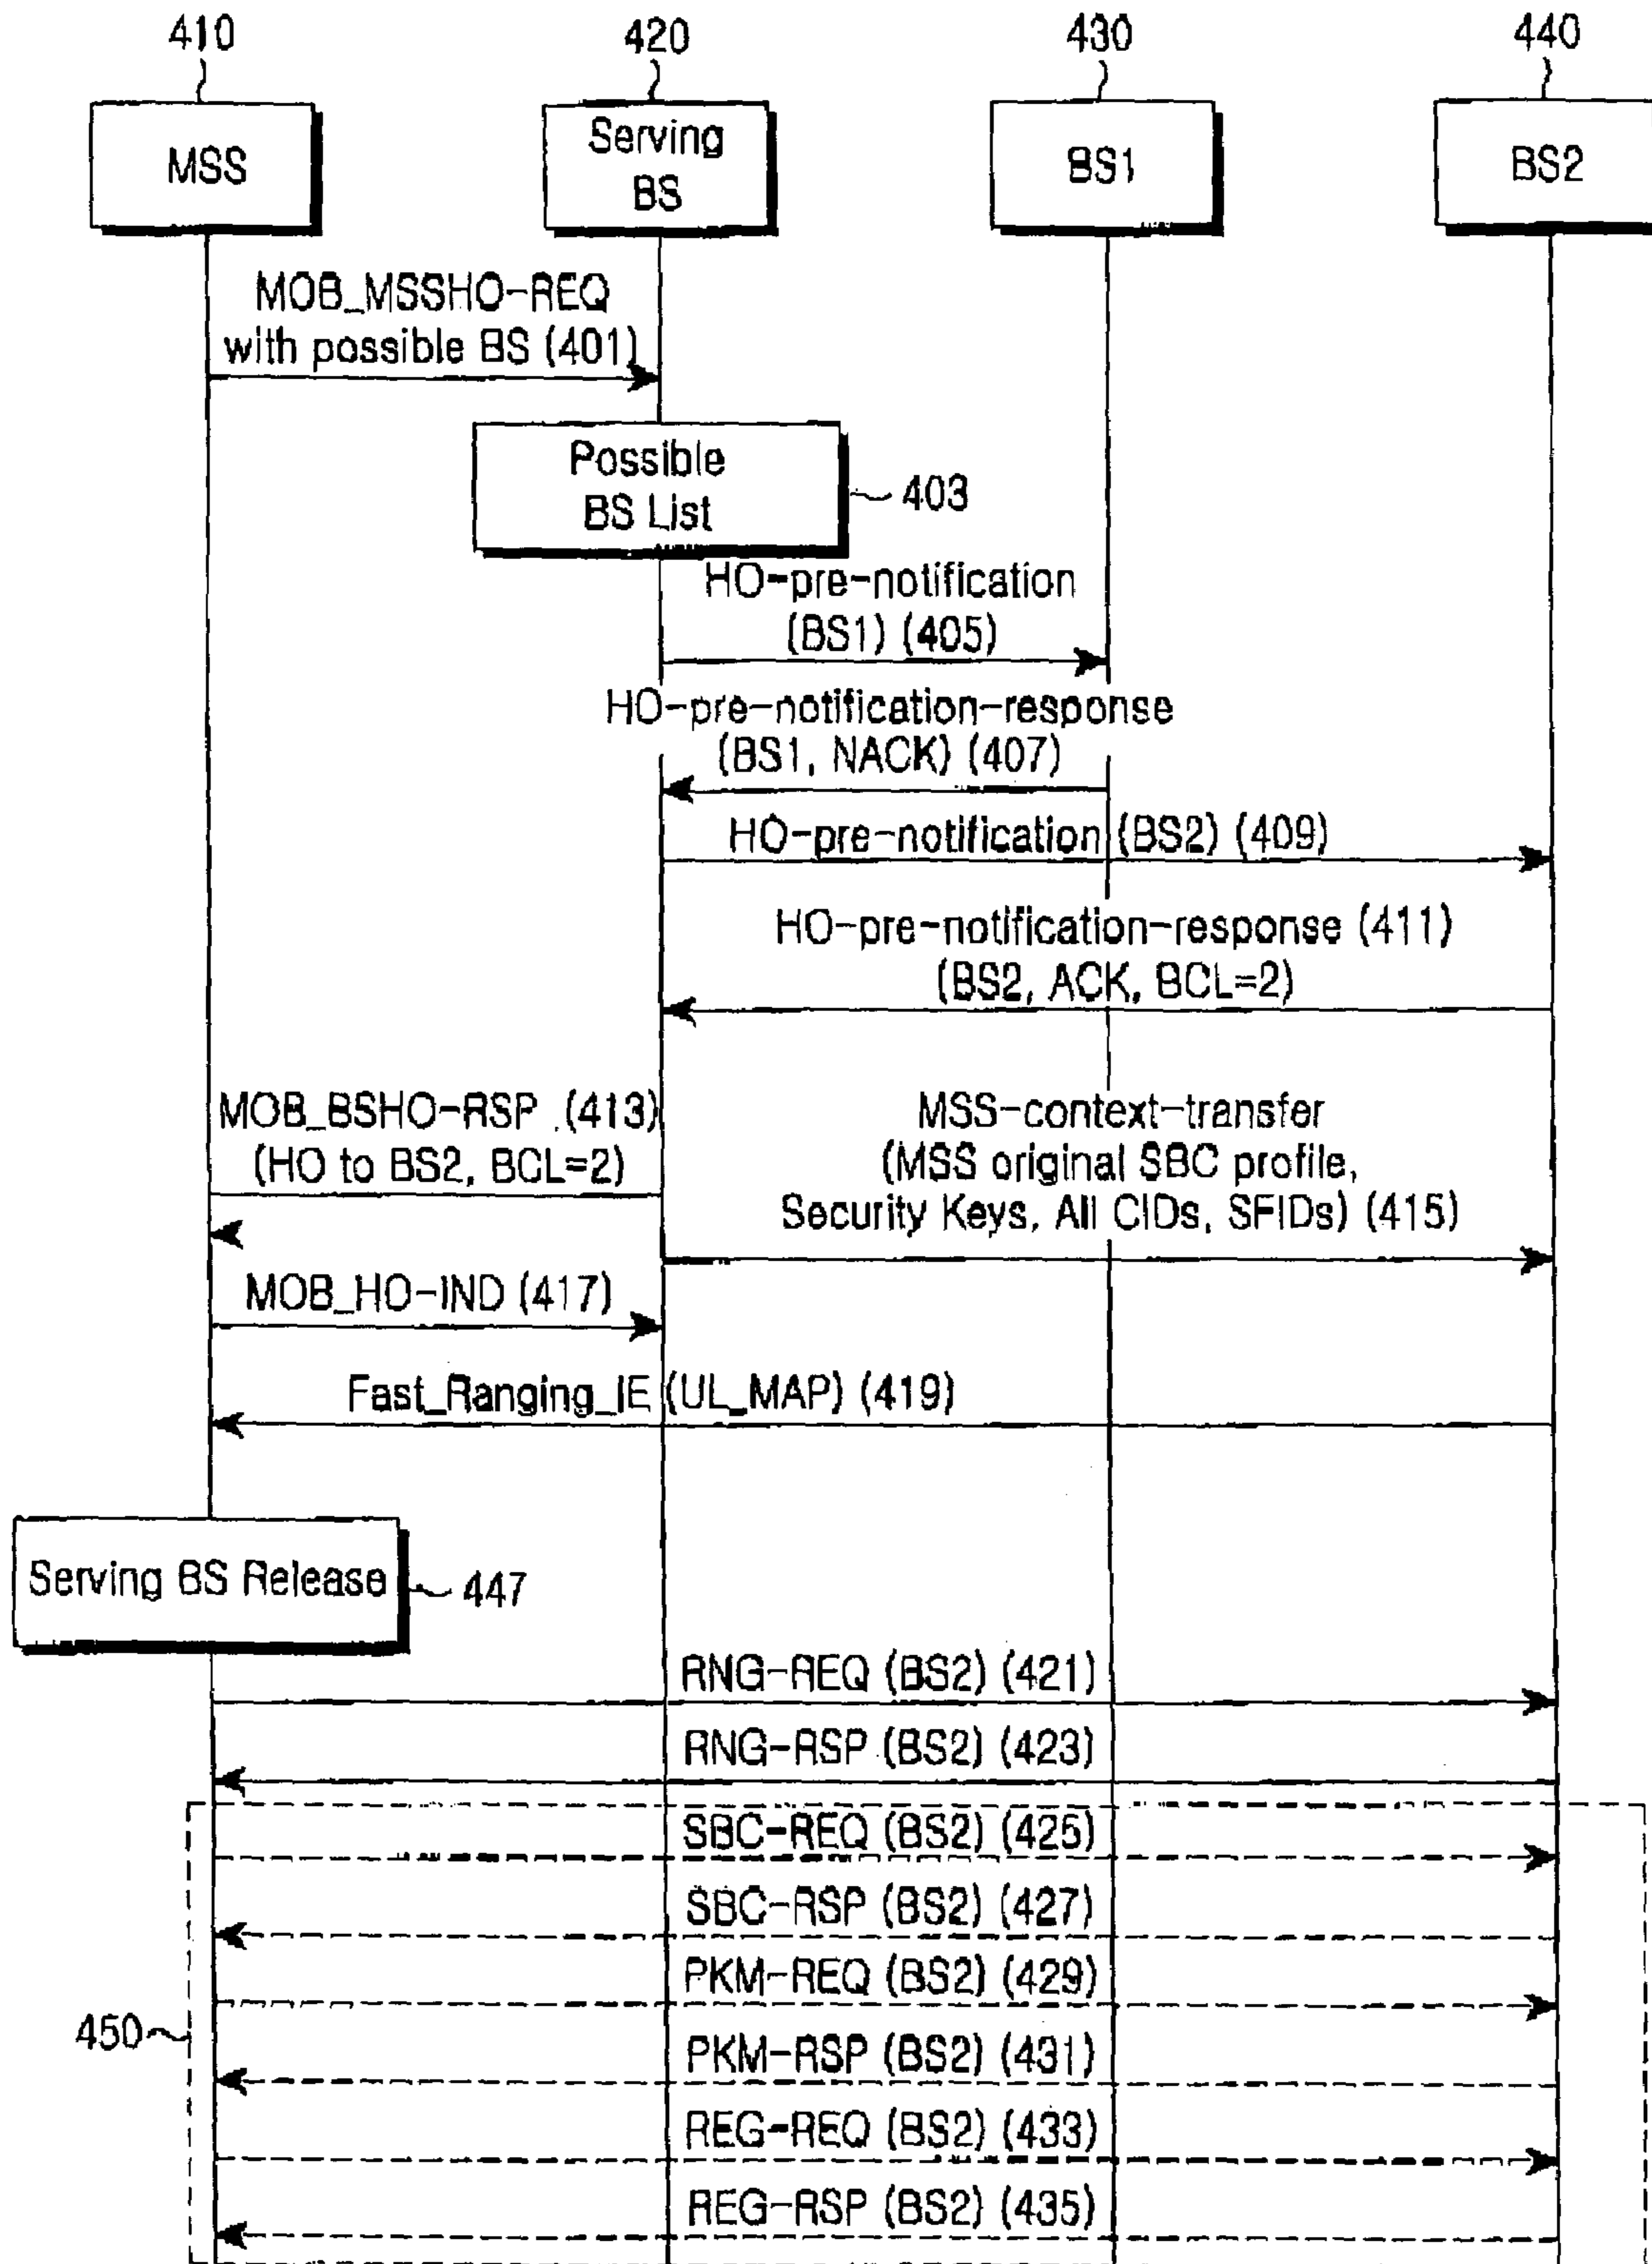 410
420
430
440
MSS
Serving
BS
BS1
BS2
MOB_MSSHO-REQ
with possible BS (401)
Possible
BS List
403
HO-pre-notification
(BS1) (405)
HO-pre-notification-response
(BS1, NACK) (407)
HO-pre-notification (BS2) (409)
HO-pre-notification-response (411)
(BS2, ACK, BCL=2)
MOB_BSHO-RSP (413)
(HO to BS2, BCL=2)
MSS-context-transfer
(MSS original SBC profile,
Security Keys, All CIDs, SFIDs) (415)
MOB_HO-IND (417)
Fast_Ranging_IE (UL_MAP) (419)
Serving BS Release
447
RNG-REQ (BS2) (421)
RNG-RSP (BS2) (423)
SBC-REQ (BS2) (425)
SBC-RSP (BS2) (427)
PKM-REQ (BS2) (429)
450
PKM-RSP (BS2) (431)
REG-REQ (BS2) (433)
REG-RSP (BS2) (435)